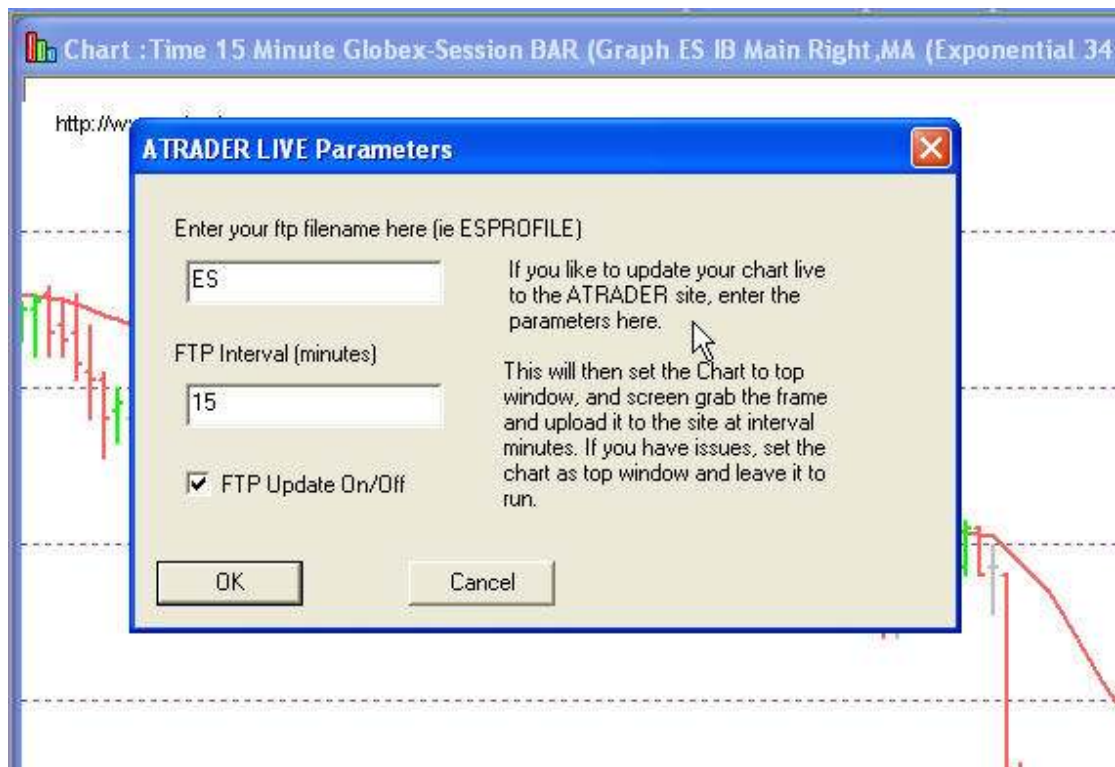 Chart :Time 15 Minute Globex-Session BAR (Graph ES IB Main Right,MA (Exponential 34
ATRADER LIVE Parameters
Enter your ftp filename here (ie ESPROFILE)
ES
If you like to update your chart live
to the ATRADER site, enter the
parameters here.
FTP Interval (minutes)
15
This will then set the Chart to top
window, and screen grab the frame
and upload it to the site at interval
minutes. If you have issues, set the
chart as top window and leave it to
run.
FTP Update On/Off
OK
Cancel